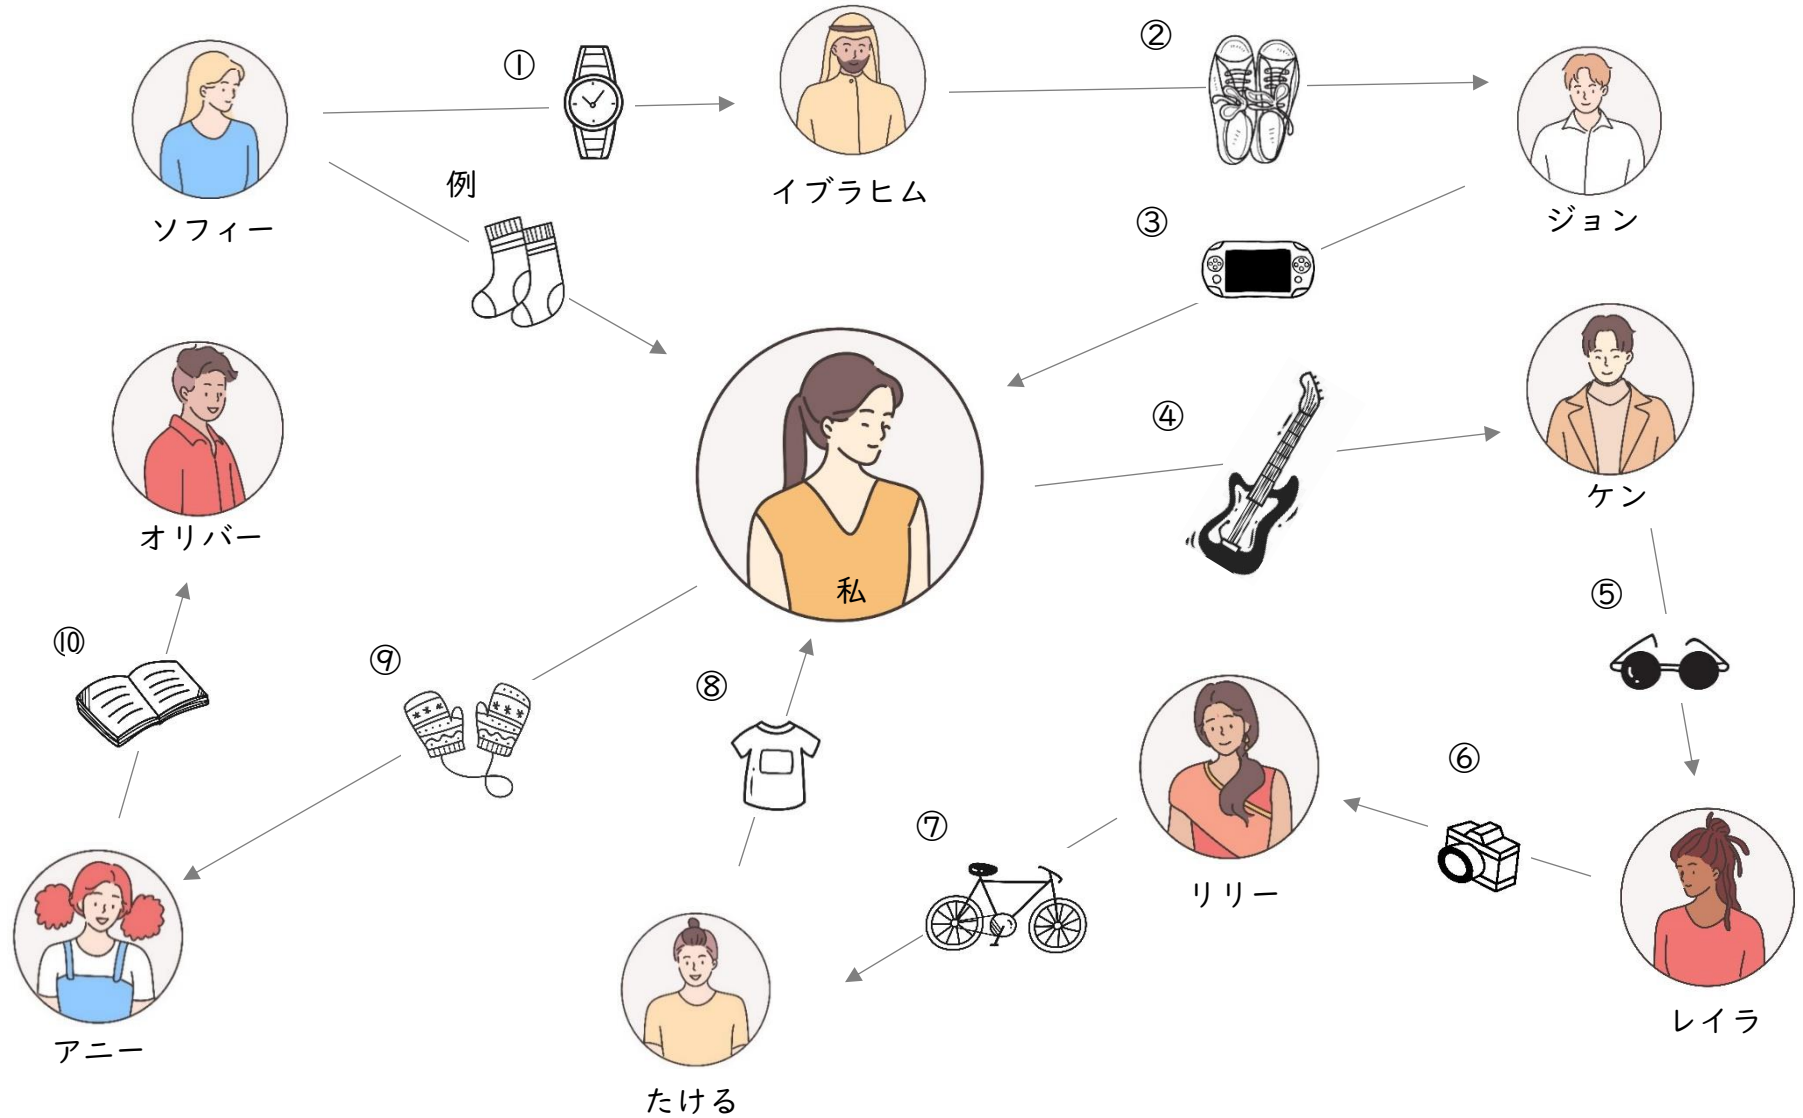 ①
②
例
イブラヒム
ソフィー
ジョン
③
④
ケン
オリバー
私
⑤
⑩
⑨
⑧
⑥
⑦
リリー
レイラ
アニー
たける